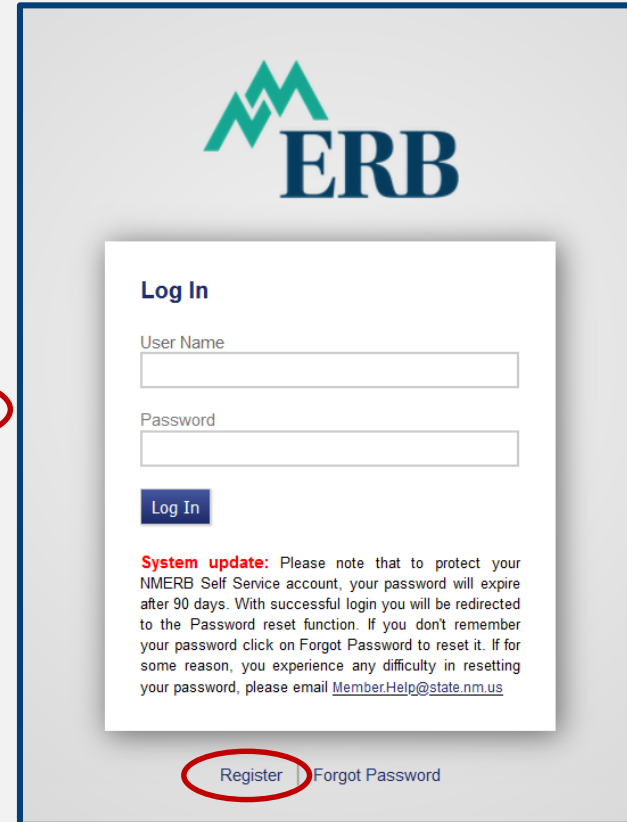 ERB
Log In
User Name
Password
Log In
System update: Please note that to protect your
NMERB Self Service account, your password will expire
after 90 days. With successful login you will be redirected
to the Password reset function. If you don't remember
your password click on Forgot Password to reset it. If for
some reason, you experience any difficulty in resetting
your password, please email Member.Help@state.nm.us
Register | Forgot Password